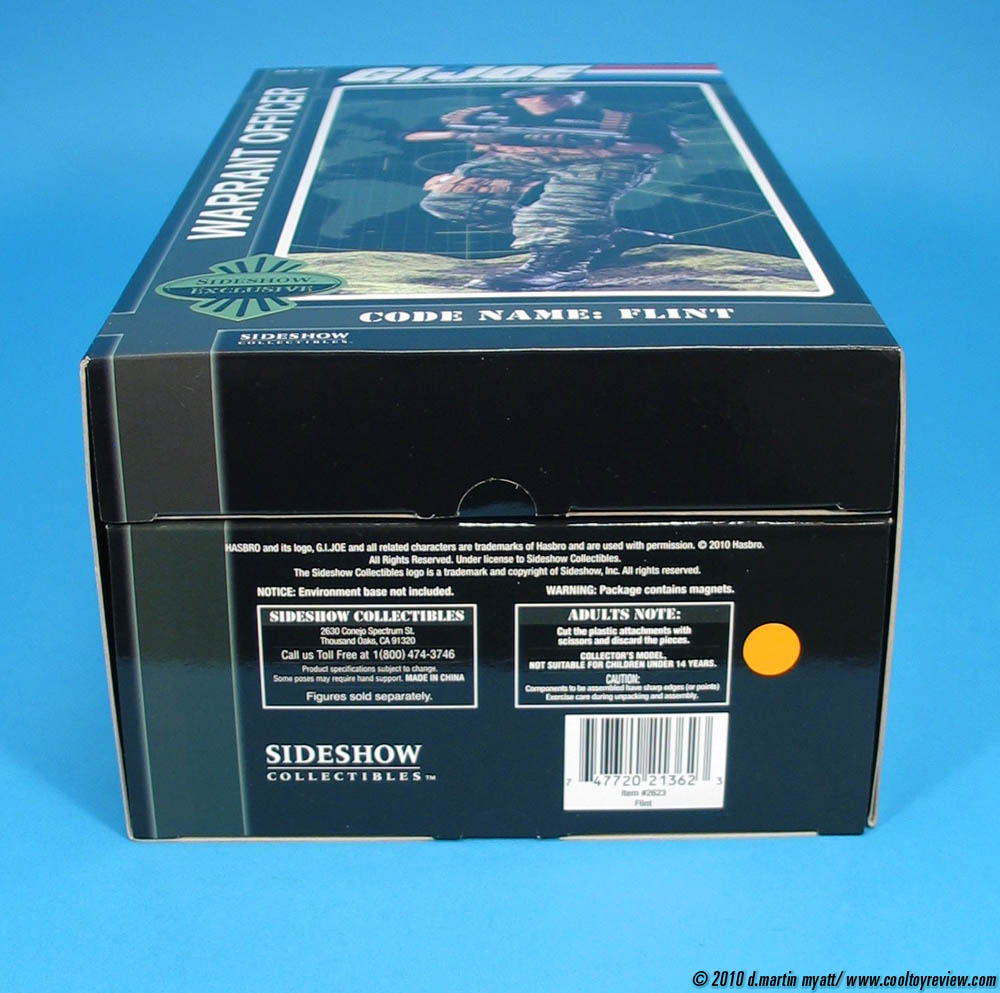 G.I.JOE
WARRANT OFFICER
SIDESHOW
EXCLUSIVE
CODE NAME: FLINT
SIDESHOW
COLLECTIBLES
HASBRO and its logo, G.I.JOE and all related characters are trademarks of Hasbro and are used with permission. © 2010 Hasbro.
All Rights Reserved. Under license to Sideshow Collectibles.
The Sideshow Collectibles logo is a trademark and copyright of Sideshow, Inc. All rights reserved.
NOTICE: Environment base not included.
WARNING: Package contains magnets.
SIDESHOW COLLECTIBLES
2630 Conejo Spectrum St.
Thousand Oaks, CA 91320
Call us Toll Free at 1(800) 474-3746
Product specifications subject to change.
Some poses may require hand support. MADE IN CHINA
Figures sold separately.
ADULTS NOTE:
Cut the plastic attachments with
scissors and discard the pieces.
COLLECTOR'S MODEL.
NOT SUITABLE FOR CHILDREN UNDER 14 YEARS.
CAUTION:
Components to be assembled have sharp edges (or points)
Exercise care during unpacking and assembly.
SIDESHOW
COLLECTIBLES™
7 47720 21362 3
Item #2623
Flint
© 2010 d.martin myatt/ www.cooltoyreview.com